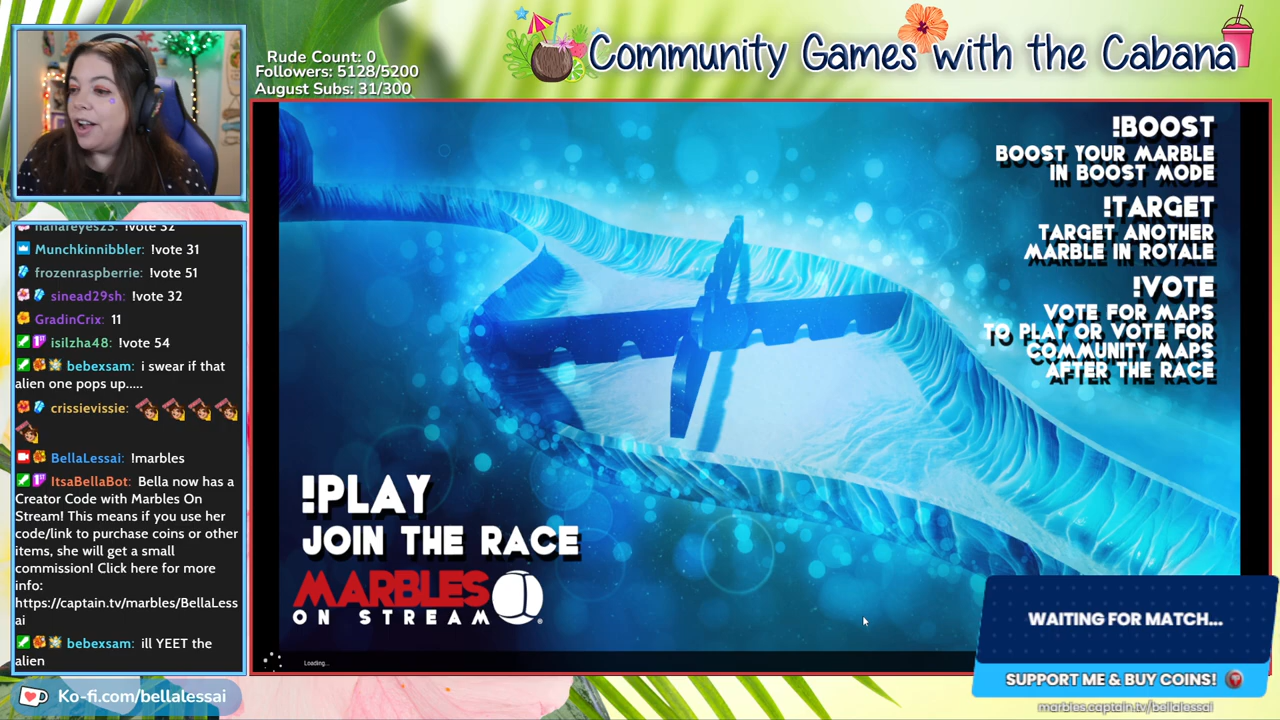 Rude Count: 0
Followers: 5128/5200
August Subs: 31/300
Community Games with the Cabana
nanareyes23: !vote 32
Munchkinnibbler: !vote 31
frozenraspberrie: !vote 51
sinead29sh: !vote 32
GradinCrix: 11
isilzha48: !vote 54
bebexsam: i swear if that
alien one pops up.....
crissievissie:
BellaLessai: !marbles
ItsaBellaBot: Bella now has a
Creator Code with Marbles On
Stream! This means if you use her
code/link to purchase coins or other
items, she will get a small
commission! Click here for more
info:
https://captain.tv/marbles/BellaLess
ai
bebexsam: ill YEET the
alien
Ko-fi.com/bellalessai
!BOOST
BOOST YOUR MARBLE
IN BOOST MODE
!TARGET
TARGET ANOTHER
MARBLE IN ROYALE
!VOTE
VOTE FOR MAPS
TO PLAY OR VOTE FOR
COMMUNITY MAPS
AFTER THE RACE
!PLAY
JOIN THE RACE
MARBLES
ON STREAM
Loading...
WAITING FOR MATCH...
SUPPORT ME & BUY COINS!
marbles.captain.tv/bellalessai